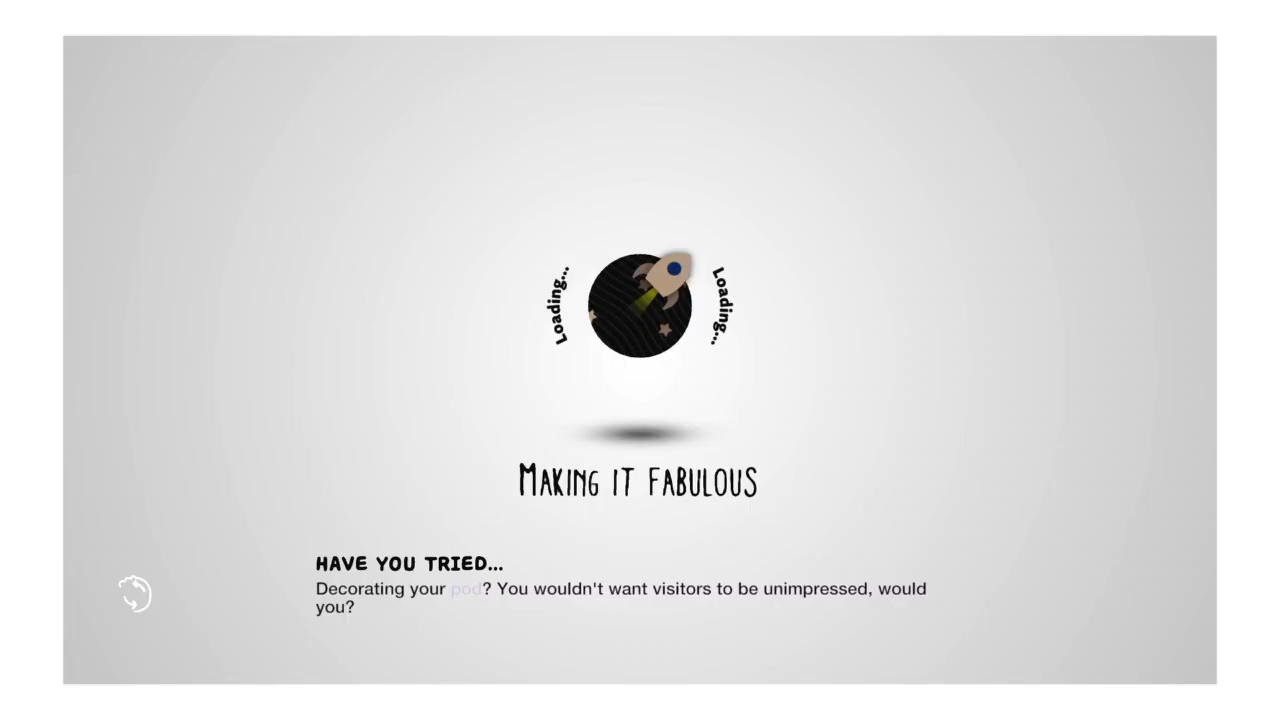 Loading...
Loading...
Making it fabulous
HAVE YOU TRIED...
Decorating your pod? You wouldn't want visitors to be unimpressed, would
you?